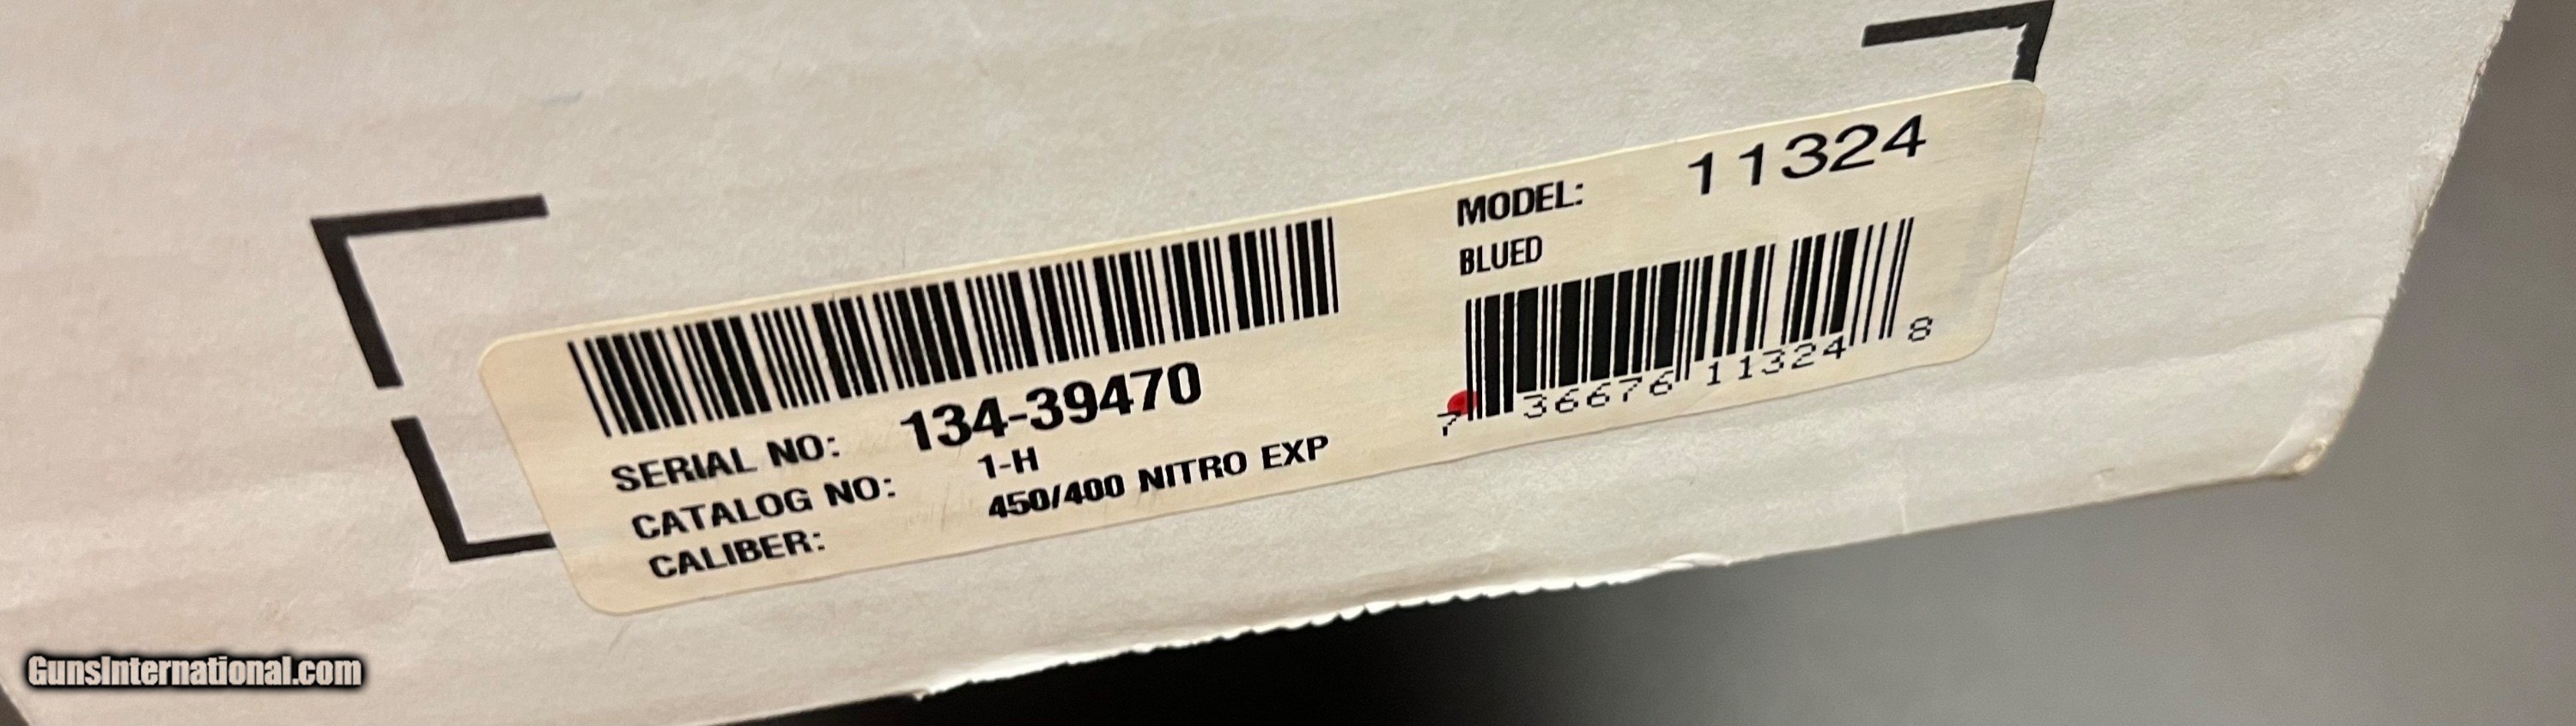 MODEL: 11324
BLUED
7 36676 11324 8
SERIAL NO: 134-39470
CATALOG NO: 1-H
CALIBER: 450/400 NITRO EXP
GunsInternational.com